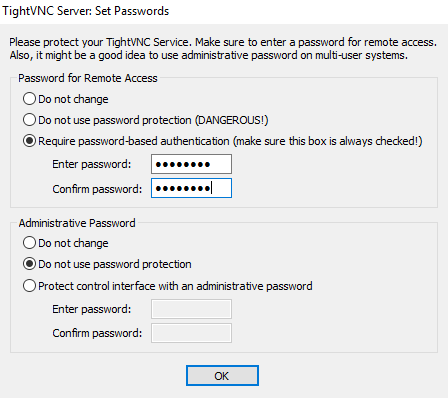 TightVNC Server: Set Passwords
Please protect your TightVNC Service. Make sure to enter a password for remote access.
Also, it might be a good idea to use administrative password on multi-user systems.
Password for Remote Access
Do not change
Do not use password protection (DANGEROUS!)
Require password-based authentication (make sure this box is always checked!)
Enter password: ●●●●●●●●
Confirm password: ●●●●●●●●
Administrative Password
Do not change
Do not use password protection
Protect control interface with an administrative password
Enter password:
Confirm password:
OK